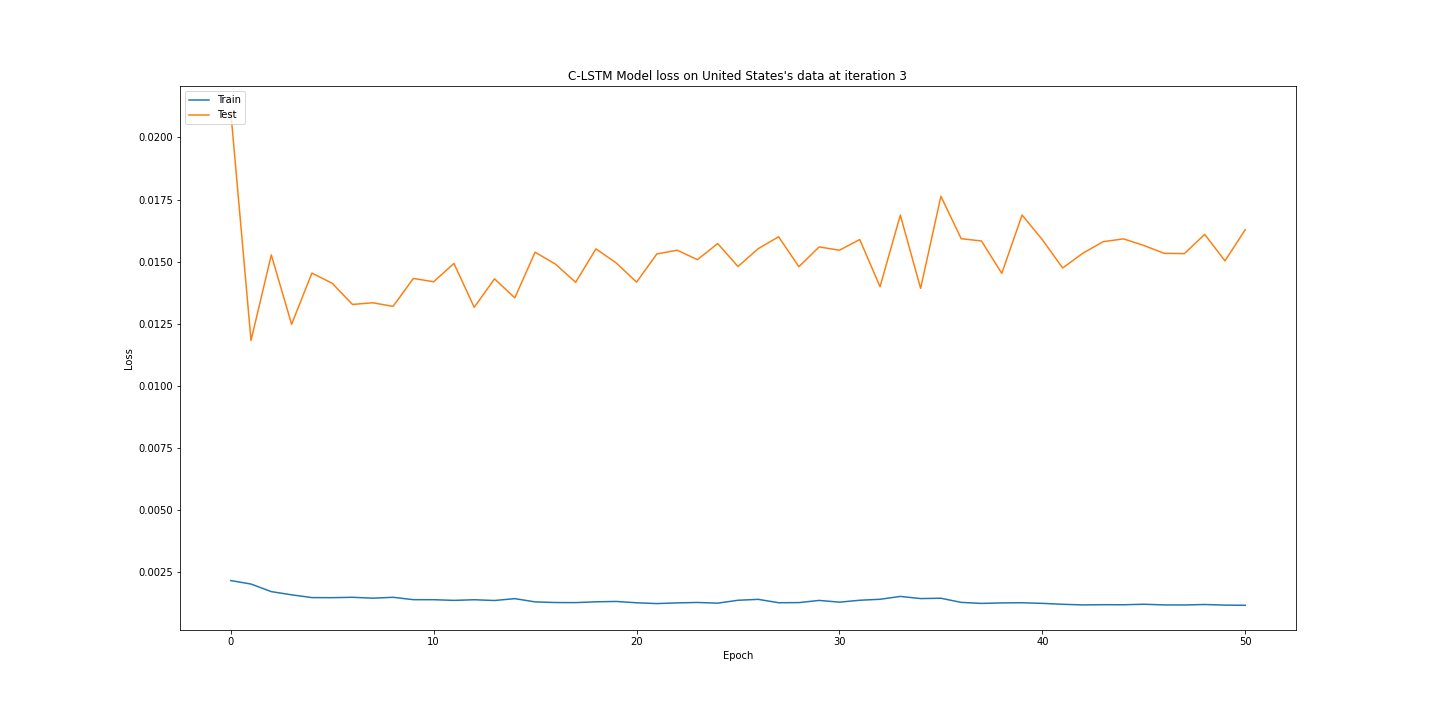 C-LSTM Model loss on United States's data at iteration 3
Train
Test
0.0200
0.0175
0.0150
0.0125
0.0100
0.0075
0.0050
0.0025
Loss
0 10 20 30 40 50
Epoch